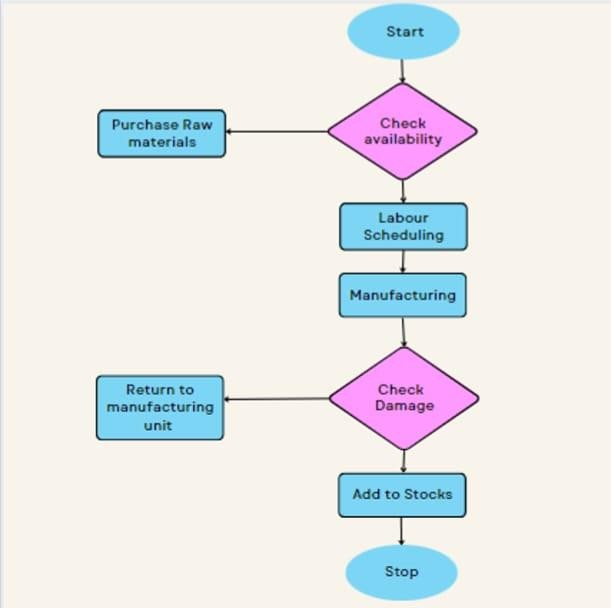 Start
Check
availability
Purchase Raw
materials
Labour
Scheduling
Manufacturing
Check
Damage
Return to
manufacturing
unit
Add to Stocks
Stop